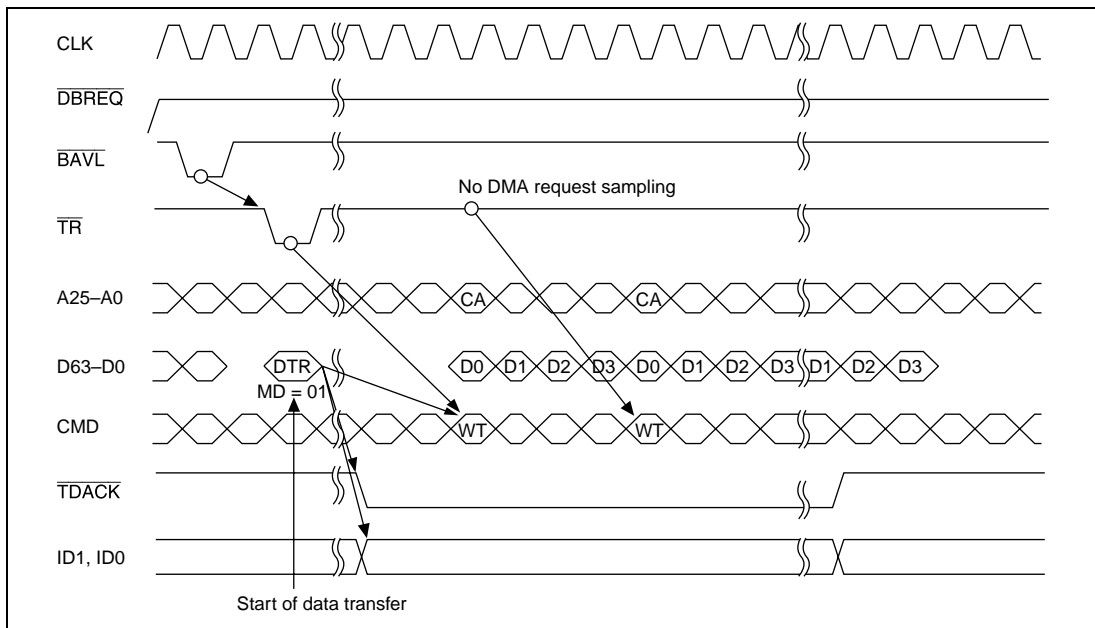 CLK
DBREQ
BAVL
No DMA request sampling
TR
A25–A0 CA CA
D63–D0 DTR D0 D1 D2 D3 D0 D1 D2 D3 D1 D2 D3
MD = 01
CMD WT WT
TDACK
ID1, ID0
Start of data transfer